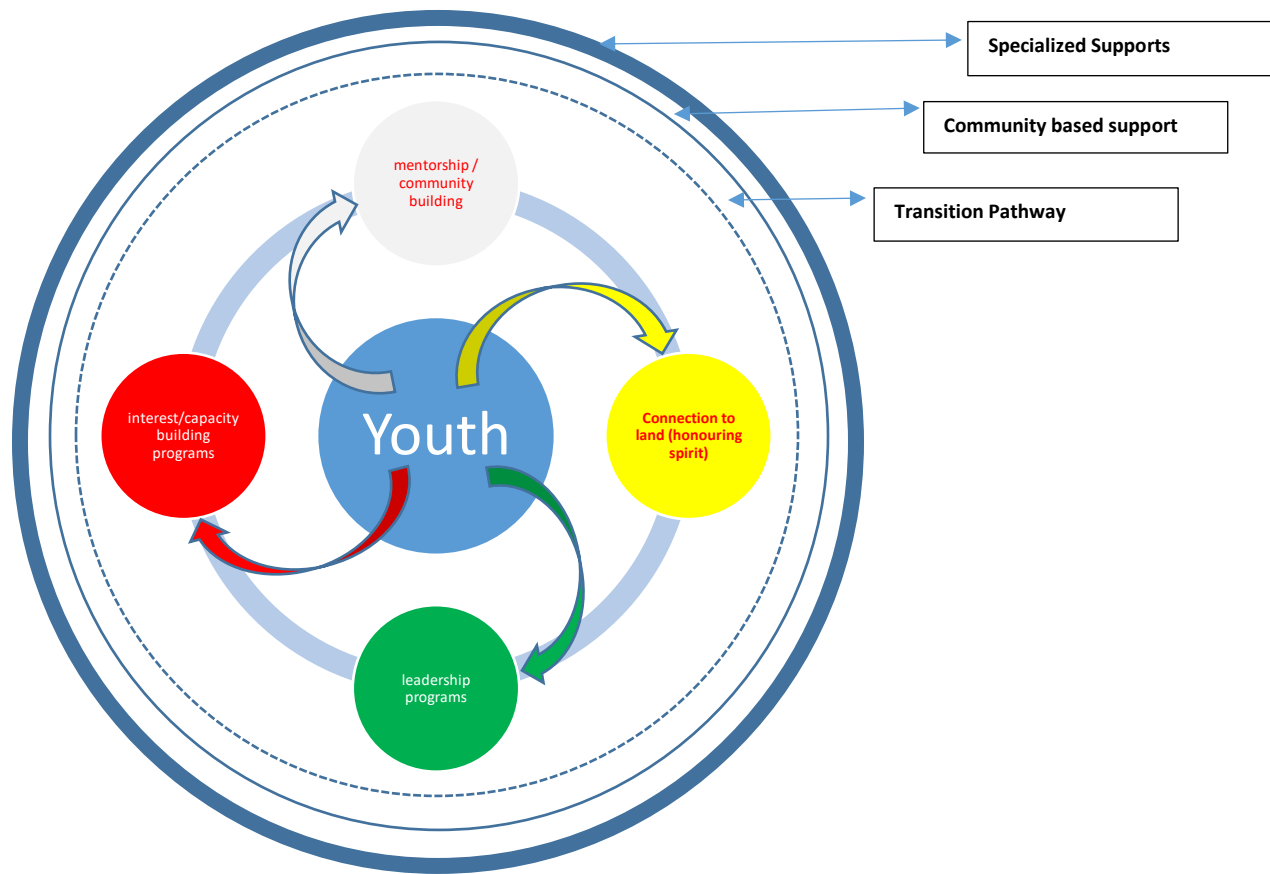 Specialized Supports
Community based support
Transition Pathway
mentorship /
community
building
Youth
interest/capacity
building
programs
Connection to
land (honouring
spirit)
leadership
programs